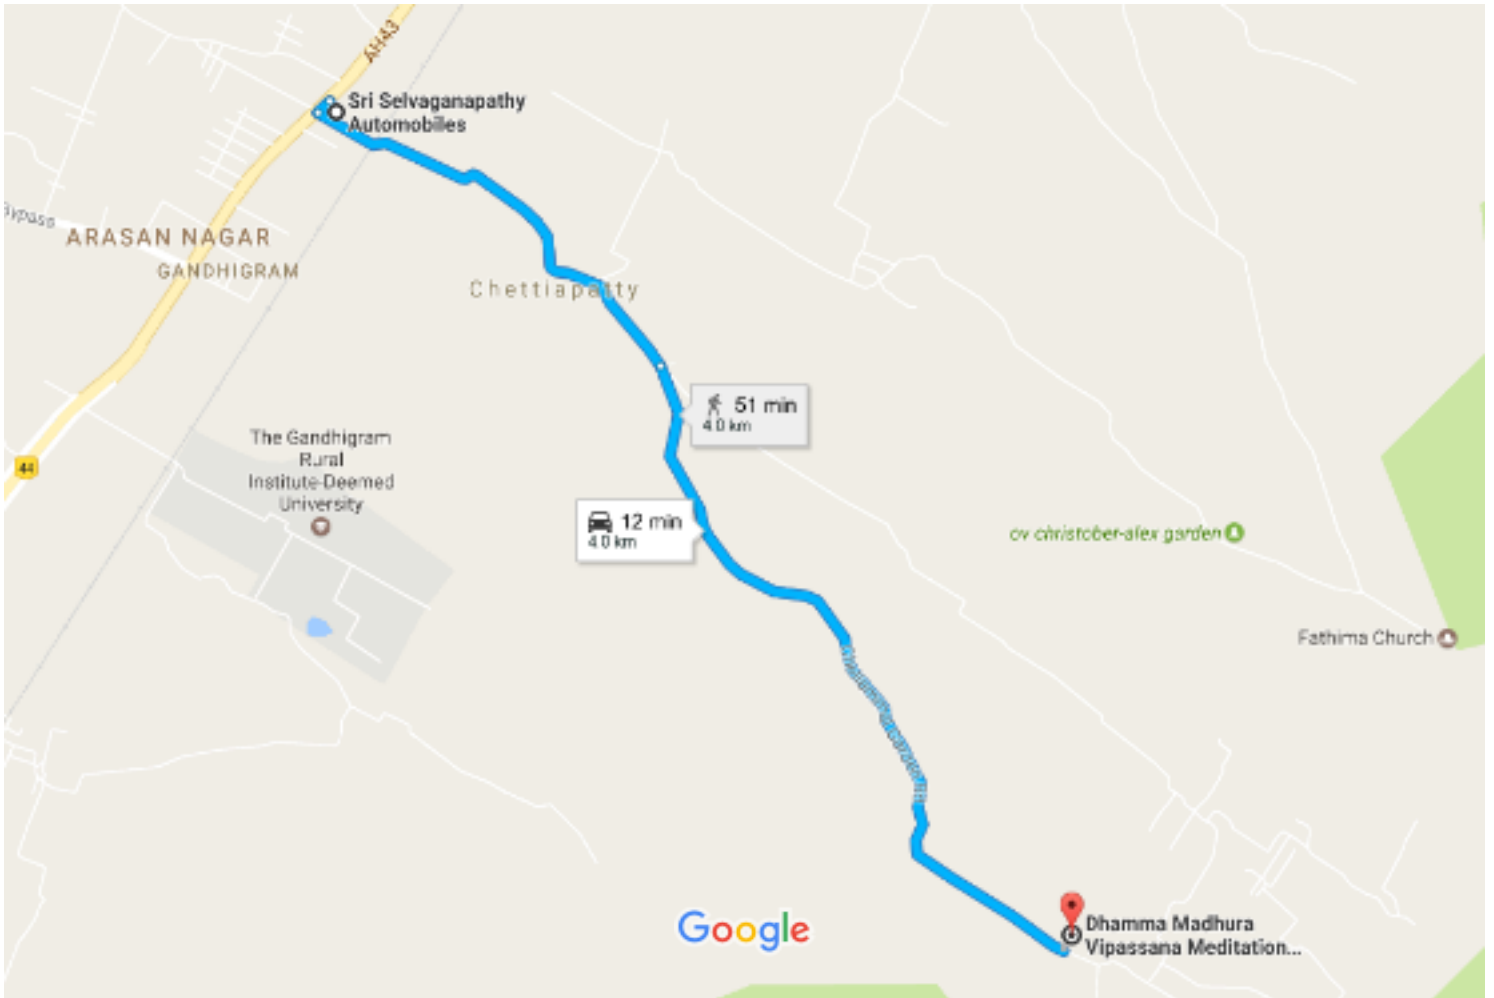 AH43
Sri Selvaganapathy
Automobiles
Bypass
ARASAN NAGAR
GANDHIGRAM
Chettiapatty
51 min
4.0 km
The Gandhigram
Rural
Institute-Deemed
University
44
12 min
4.0 km
ov christober-alex garden
Fathima Church
Google
Dhamma Madhura
Vipassana Meditation...